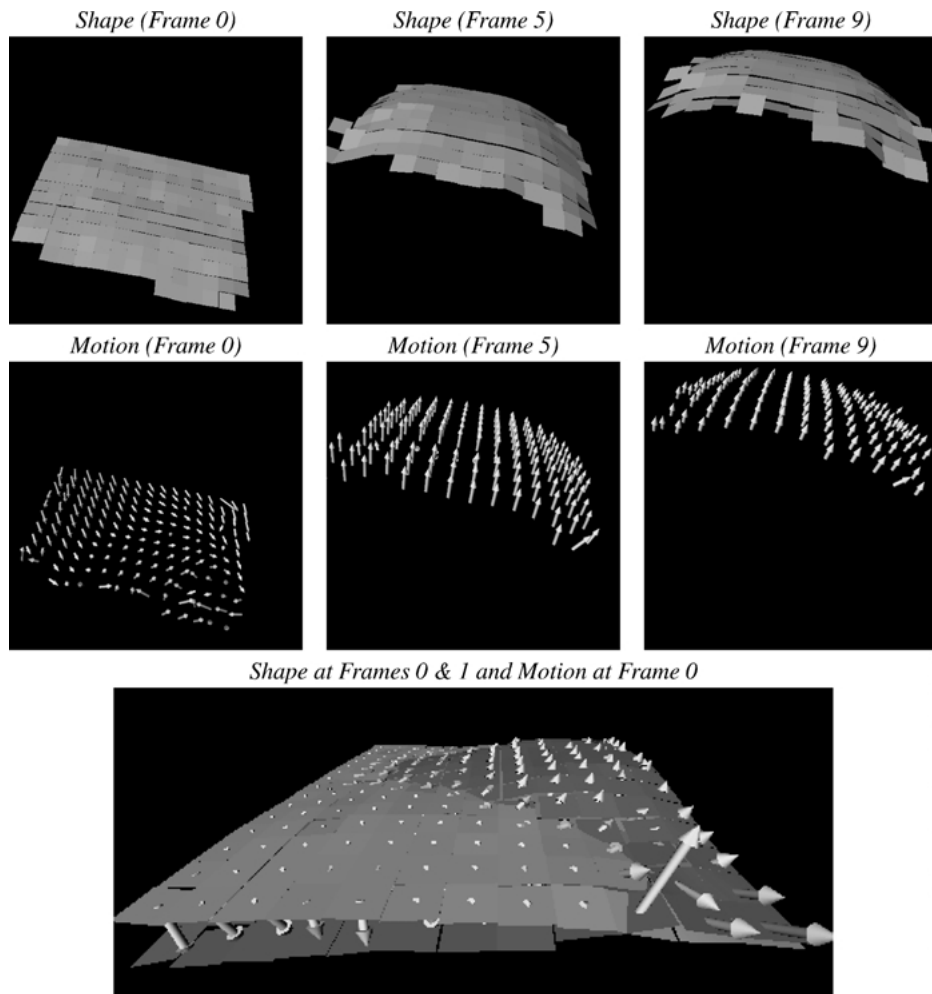 Shape (Frame 0) Shape (Frame 5) Shape (Frame 9)
Motion (Frame 0) Motion (Frame 5) Motion (Frame 9)
Shape at Frames 0 & 1 and Motion at Frame 0